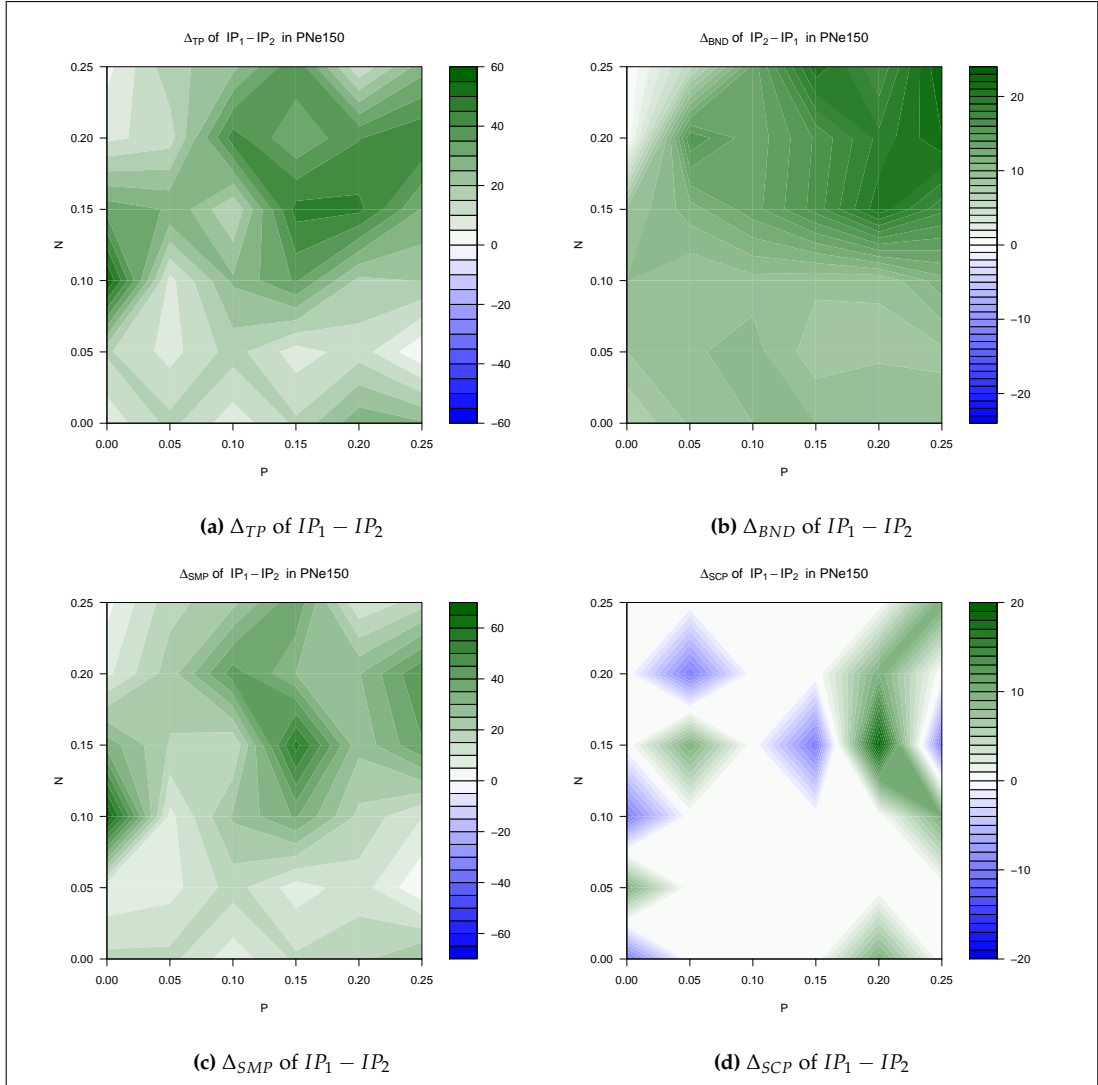 Δ_TP of IP₁ − IP₂ in PNe150
0.25
0.20
0.15
0.10
0.05
0.00
N
0.00 0.05 0.10 0.15 0.20 0.25
P
60
40
20
0
−20
−40
−60
(a) Δ_TP of IP₁ − IP₂
Δ_BND of IP₂ − IP₁ in PNe150
0.25
0.20
0.15
0.10
0.05
0.00
N
0.00 0.05 0.10 0.15 0.20 0.25
P
20
10
0
−10
−20
(b) Δ_BND of IP₁ − IP₂
Δ_SMP of IP₁ − IP₂ in PNe150
0.25
0.20
0.15
0.10
0.05
0.00
N
0.00 0.05 0.10 0.15 0.20 0.25
P
60
40
20
0
−20
−40
−60
(c) Δ_SMP of IP₁ − IP₂
Δ_SCP of IP₁ − IP₂ in PNe150
0.25
0.20
0.15
0.10
0.05
0.00
N
0.00 0.05 0.10 0.15 0.20 0.25
P
20
10
0
−10
−20
(d) Δ_SCP of IP₁ − IP₂